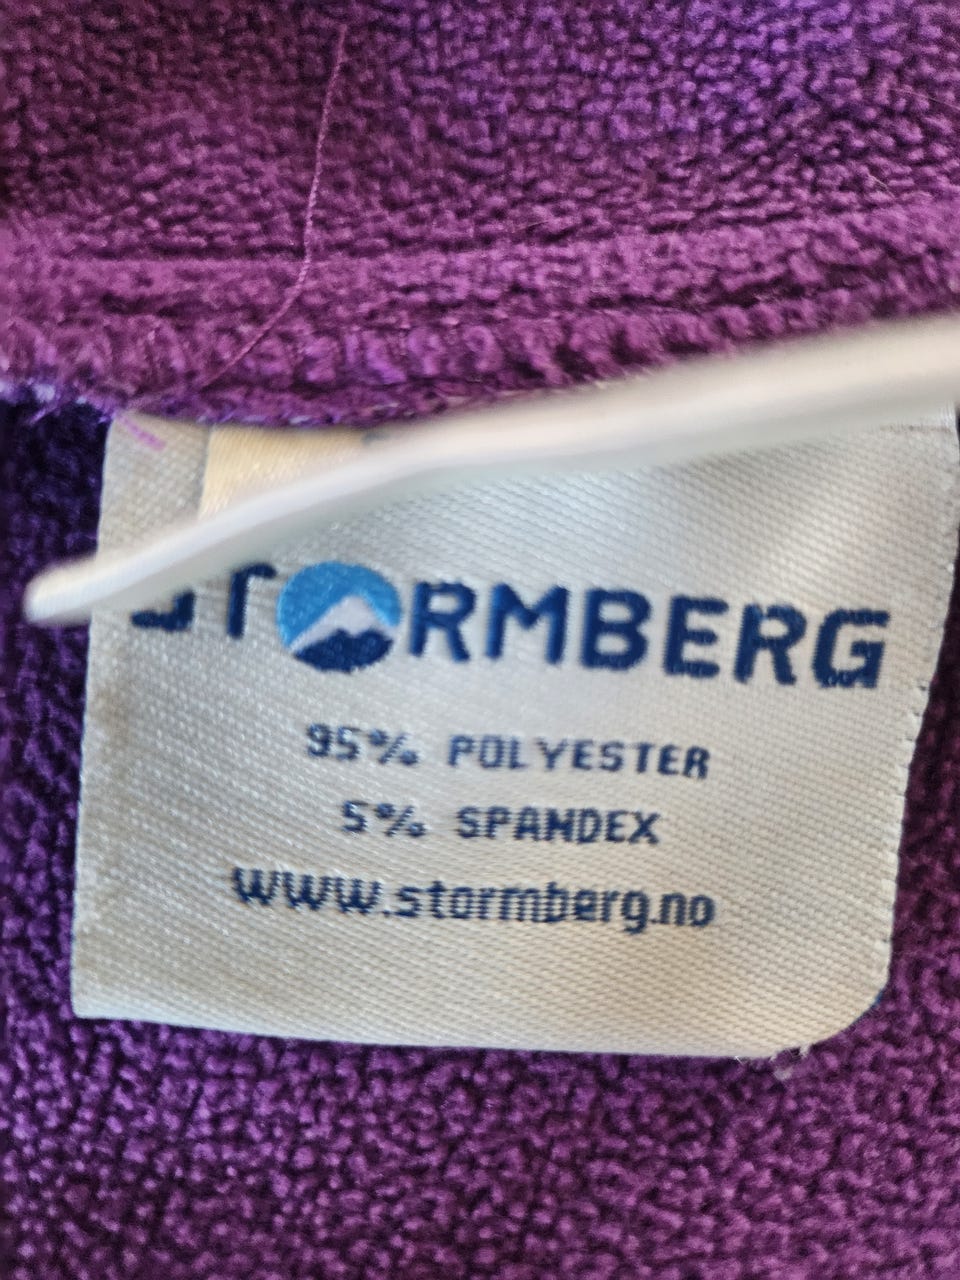 STORMBERG
95% POLYESTER
5% SPANDEX
www.stormberg.no